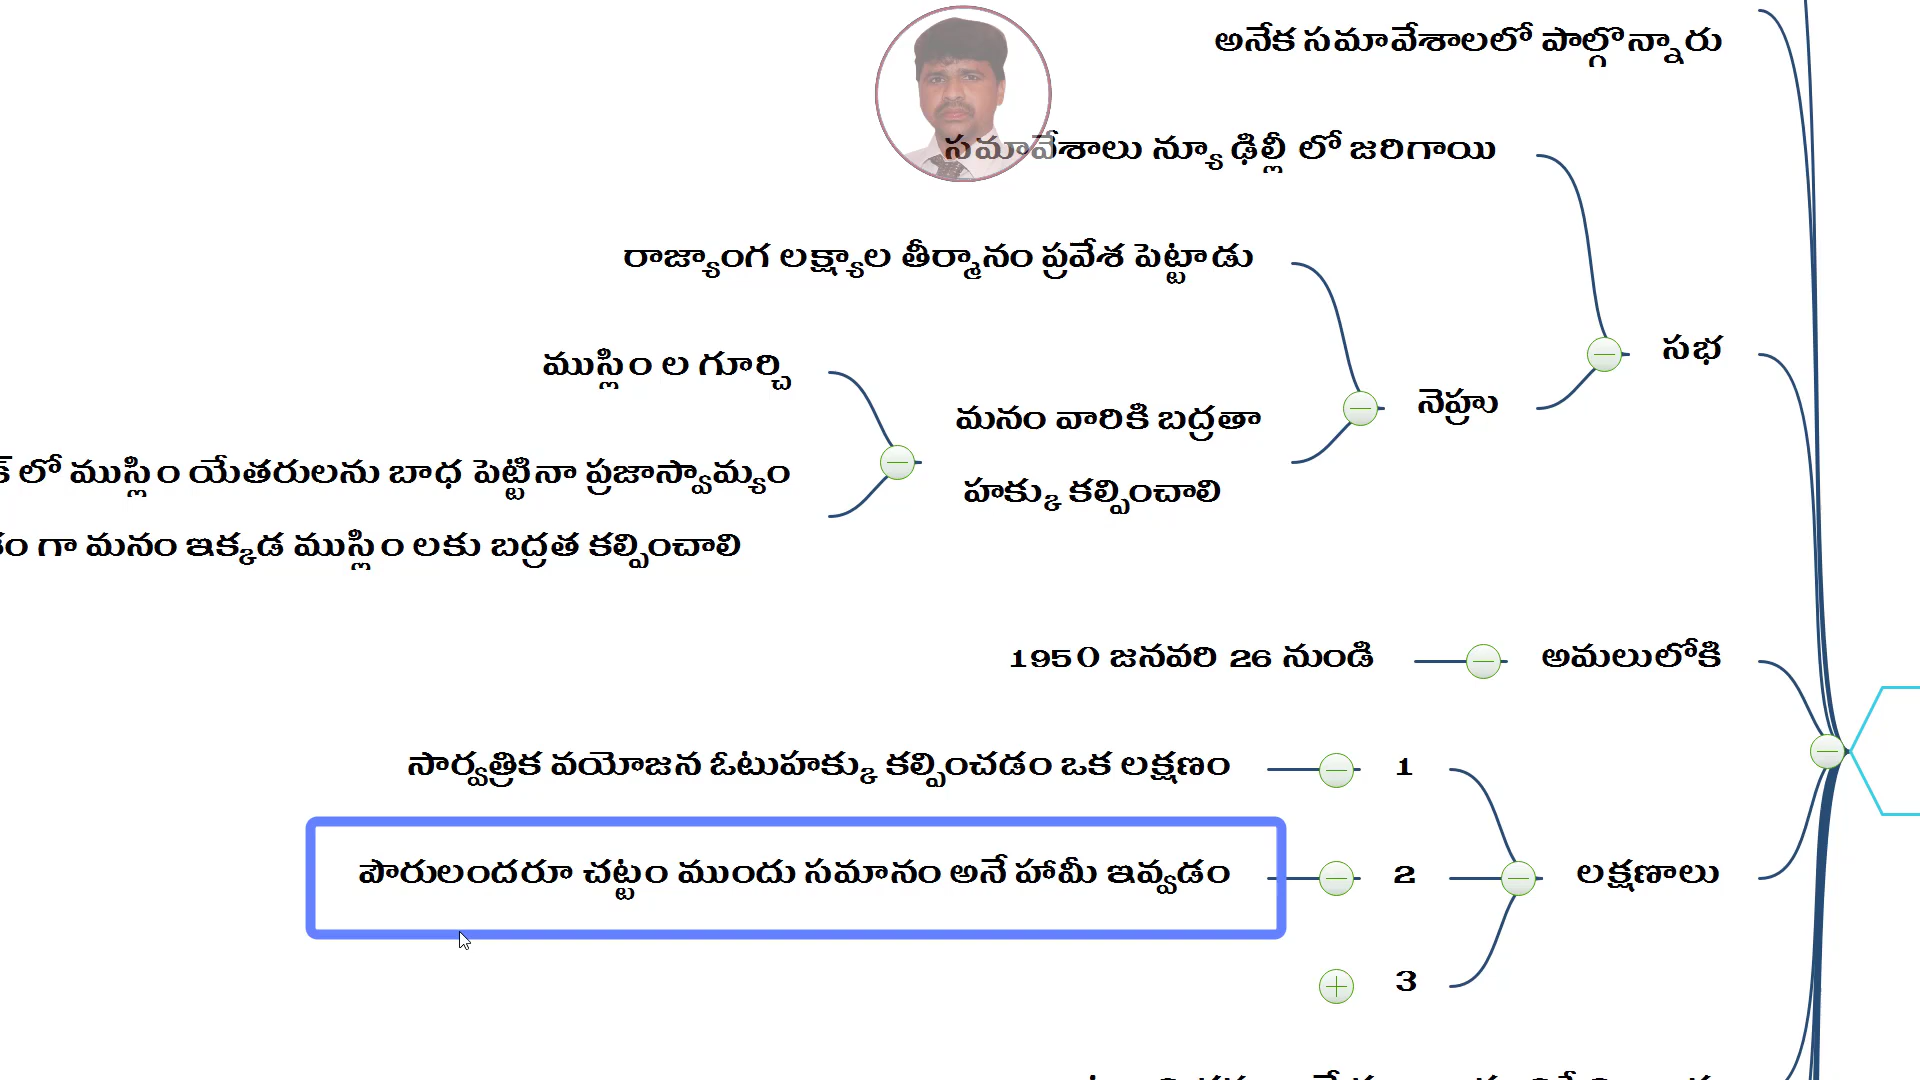 అనేక సమావేశాలలో పాల్గొన్నారు
సమావేశాలు న్యూ ఢిల్లీ లో జరిగాయి
రాజ్యాంగ లక్ష్యాల తీర్మానం ప్రవేశ పెట్టాడు
సభ
ముస్లిం ల గూర్చి
నెహ్రు
మనం వారికి బద్రతా
హక్కు కల్పించాలి
లో ముస్లిం యేతరులను బాధ పెట్టినా ప్రజాస్వామ్యం
గా మనం ఇక్కడ ముస్లిం లకు బద్రత కల్పించాలి
1950 జనవరి 26 నుండి
అమలులోకి
సార్వత్రిక వయోజన ఓటుహక్కు కల్పించడం ఒక లక్షణం
1
పౌరులందరూ చట్టం ముందు సమానం అనే హామీ ఇవ్వడం
2
లక్షణాలు
3